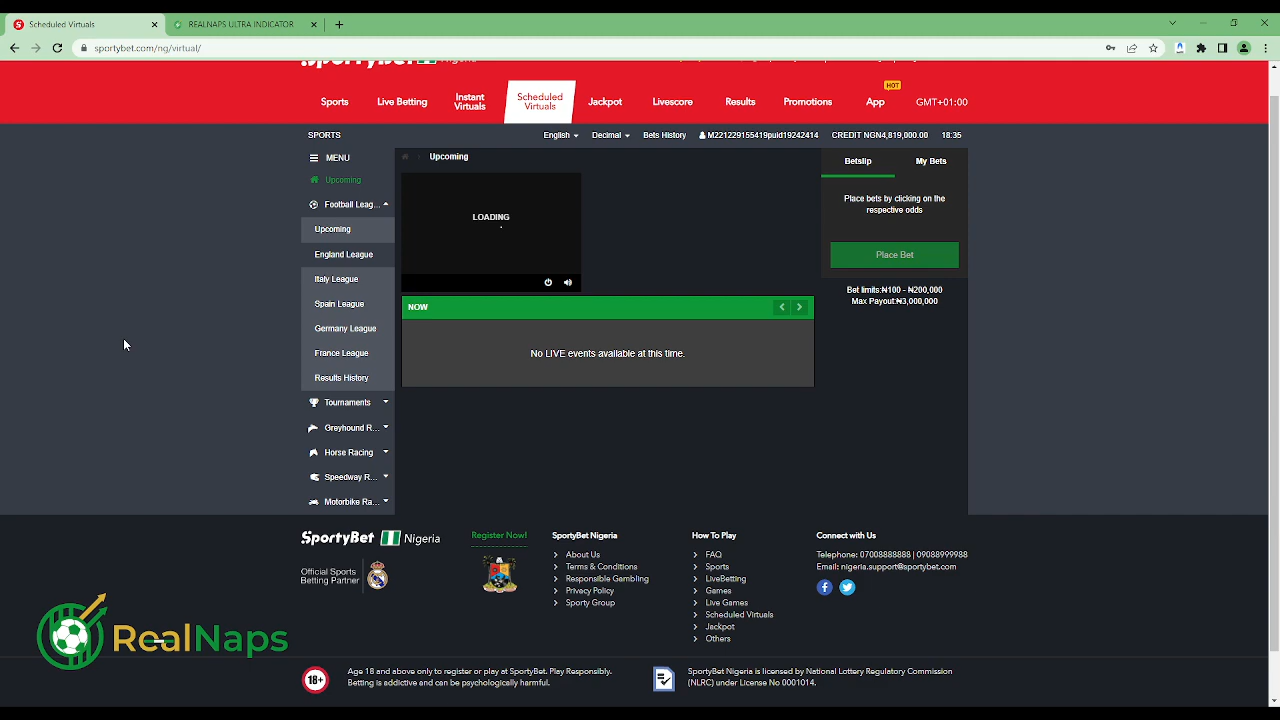 Scheduled Virtuals
REALNAPS ULTRA INDICATOR
sportybet.com/ng/virtual/
SportyBet Nigeria
HOT
Sports
Live Betting
Instant
Virtuals
Scheduled
Virtuals
Jackpot
Livescore
Results
Promotions
App
GMT+01:00
SPORTS
English
Decimal
Bets History
M221229155419puid19242414
CREDIT NGN4,819,000.00
18:35
MENU
Upcoming
Football Leag...
Upcoming
England League
Italy League
Spain League
Germany League
France League
Results History
Tournaments
Greyhound R...
Horse Racing
Speedway R...
Motorbike Ra...
Upcoming
LOADING
NOW
No LIVE events available at this time.
Betslip
My Bets
Place bets by clicking on the
respective odds
Place Bet
Bet limits:₦100 - ₦200,000
Max Payout:₦3,000,000
SportyBet Nigeria
Official Sports
Betting Partner
Register Now!
SportyBet Nigeria
About Us
Terms & Conditions
Responsible Gambling
Privacy Policy
Sporty Group
How To Play
FAQ
Sports
LiveBetting
Games
Live Games
Scheduled Virtuals
Jackpot
Others
Connect with Us
Telephone: 07008888888 | 09088999988
Email: nigeria.support@sportybet.com
RealNaps
18+
Age 18 and above only to register or play at SportyBet. Play Responsibly.
Betting is addictive and can be psychologically harmful.
SportyBet Nigeria is licensed by National Lottery Regulatory Commission
(NLRC) under License No 0001014.